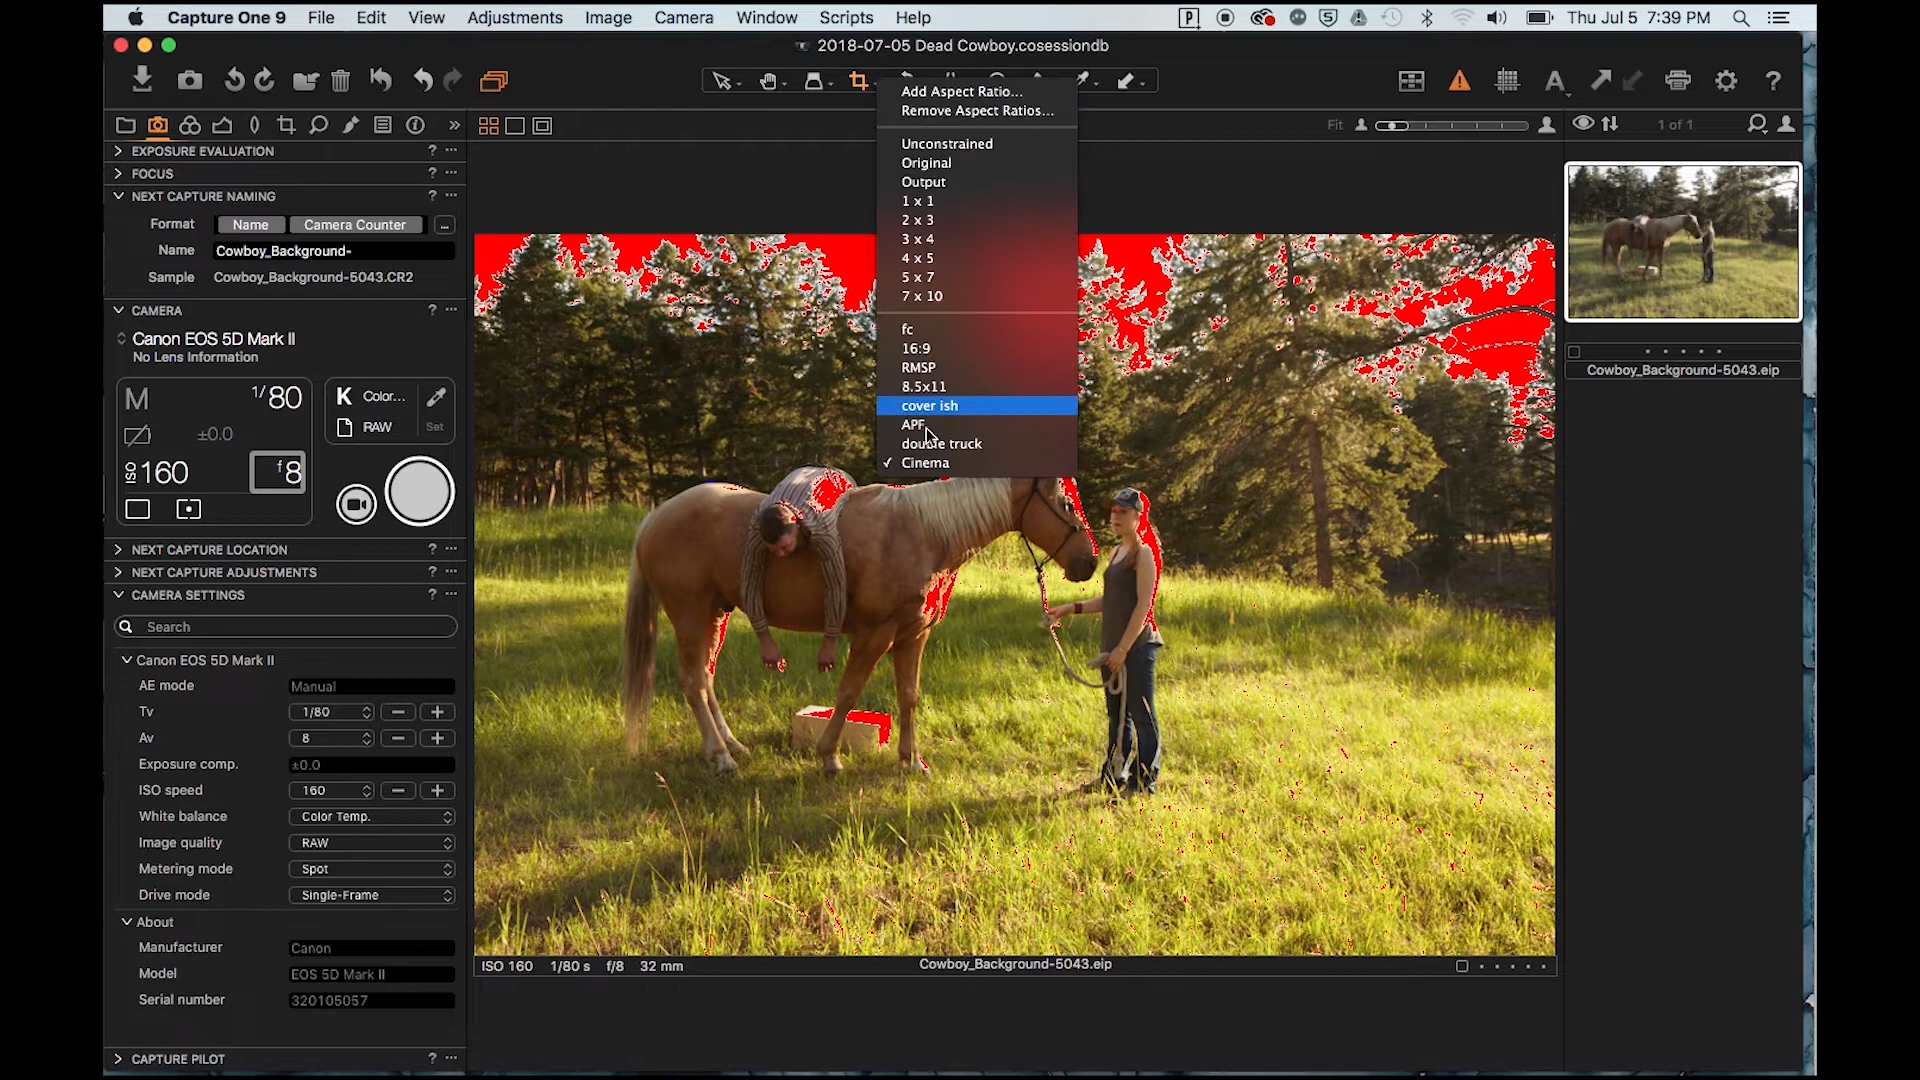 Capture One 9 File Edit View Adjustments Image Camera Window Scripts Help Thu Jul 5 7:39 PM
2018-07-05 Dead Cowboy.cosessiondb
Add Aspect Ratio...
Remove Aspect Ratios...
Unconstrained
Original
Output
1 x 1
2 x 3
3 x 4
4 x 5
5 x 7
7 x 10
fc
16:9
RMSP
8.5x11
cover ish
APF
double truck
✓ Cinema
Fit
1 of 1
EXPOSURE EVALUATION ? ...
FOCUS ? ...
NEXT CAPTURE NAMING ? ...
Format Name Camera Counter ...
Name Cowboy_Background-
Sample Cowboy_Background-5043.CR2
CAMERA ? ...
Canon EOS 5D Mark II
No Lens Information
M 1/80
±0.0
ISO 160 f8
K Color...
RAW Set
NEXT CAPTURE LOCATION ? ...
NEXT CAPTURE ADJUSTMENTS ? ...
CAMERA SETTINGS ? ...
Search
Canon EOS 5D Mark II
AE mode Manual
Tv 1/80 − +
Av 8 − +
Exposure comp. ±0.0
ISO speed 160 − +
White balance Color Temp.
Image quality RAW
Metering mode Spot
Drive mode Single-Frame
About
Manufacturer Canon
Model EOS 5D Mark II
Serial number 320105057
CAPTURE PILOT ? ...
ISO 160 1/80 s f/8 32 mm Cowboy_Background-5043.eip
Cowboy_Background-5043.eip